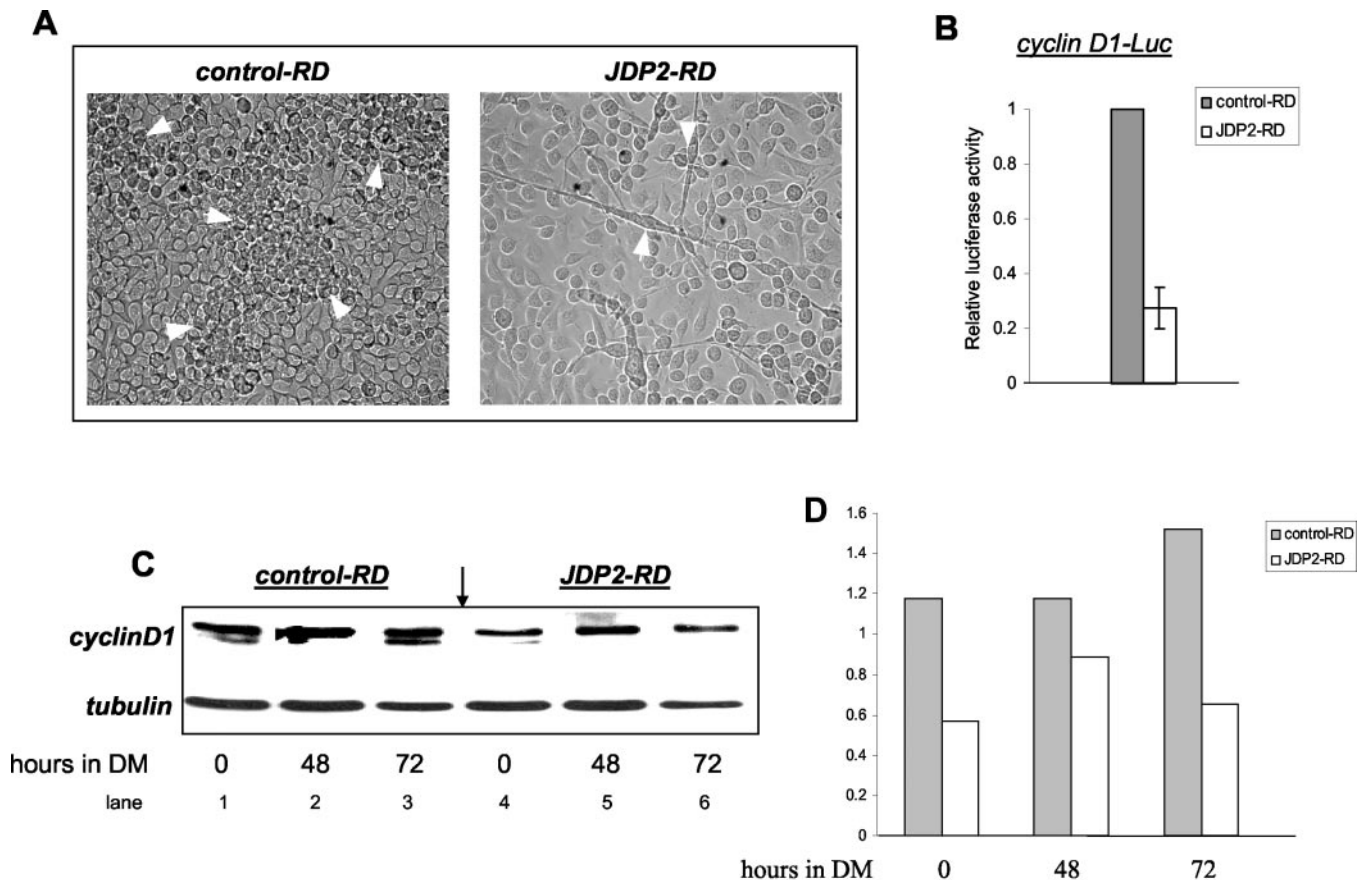 A
control-RD JDP2-RD
B
cyclin D1-Luc
control-RD
JDP2-RD
Relative luciferase activity
1
0.8
0.6
0.4
0.2
0
C
control-RD JDP2-RD
cyclinD1
tubulin
hours in DM 0 48 72 0 48 72
lane 1 2 3 4 5 6
D
control-RD
JDP2-RD
1.6
1.4
1.2
1
0.8
0.6
0.4
0.2
0
hours in DM 0 48 72